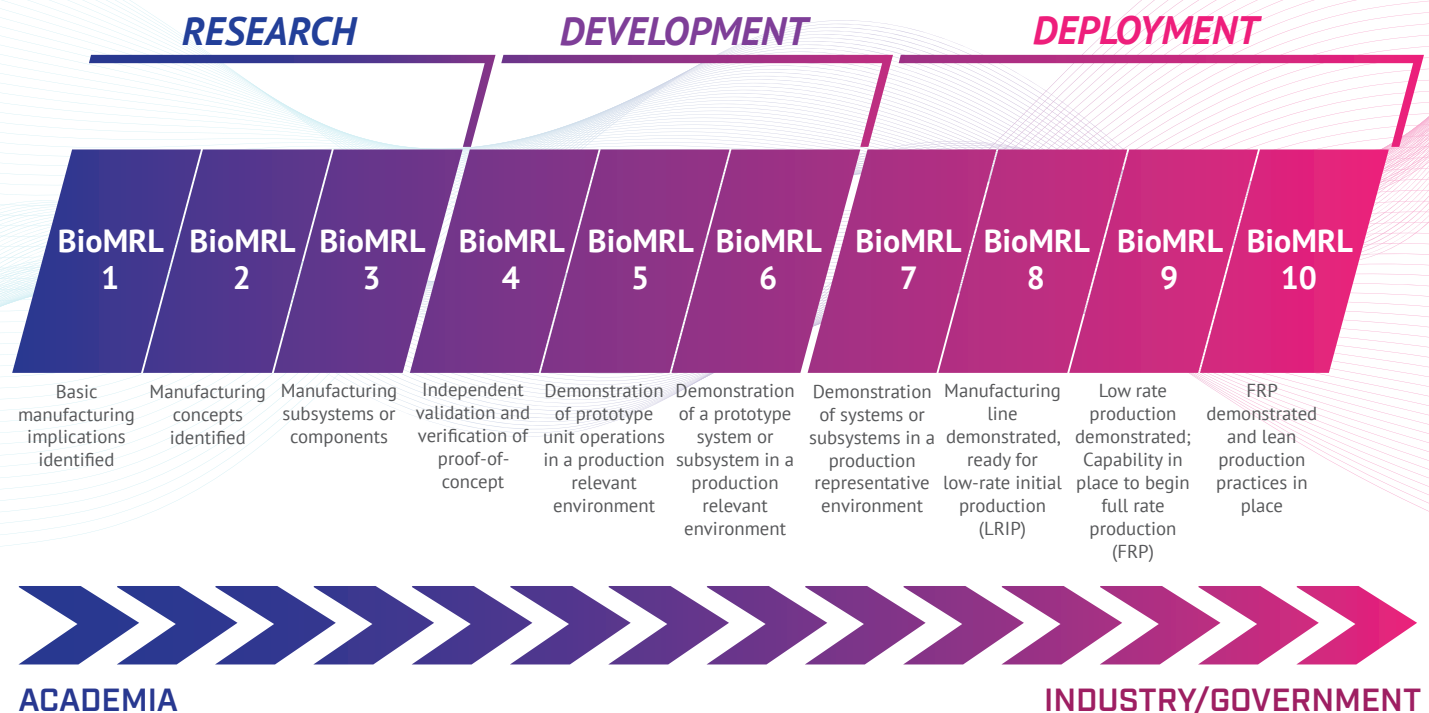 RESEARCH
DEVELOPMENT
DEPLOYMENT
BioMRL
1
BioMRL
2
BioMRL
3
BioMRL
4
BioMRL
5
BioMRL
6
BioMRL
7
BioMRL
8
BioMRL
9
BioMRL
10
Basic
manufacturing
implications
identified
Manufacturing
concepts
identified
Manufacturing
subsystems or
components
Independent
validation and
verification of
proof-of-
concept
Demonstration
of prototype
unit operations
in a production
relevant
environment
Demonstration
of a prototype
system or
subsystem in a
production
relevant
environment
Demonstration
of systems or
subsystems in a
production
representative
environment
Manufacturing
line
demonstrated,
ready for
low-rate initial
production
(LRIP)
Low rate
production
demonstrated;
Capability in
place to begin
full rate
production
(FRP)
FRP
demonstrated
and lean
production
practices in
place
ACADEMIA
INDUSTRY/GOVERNMENT